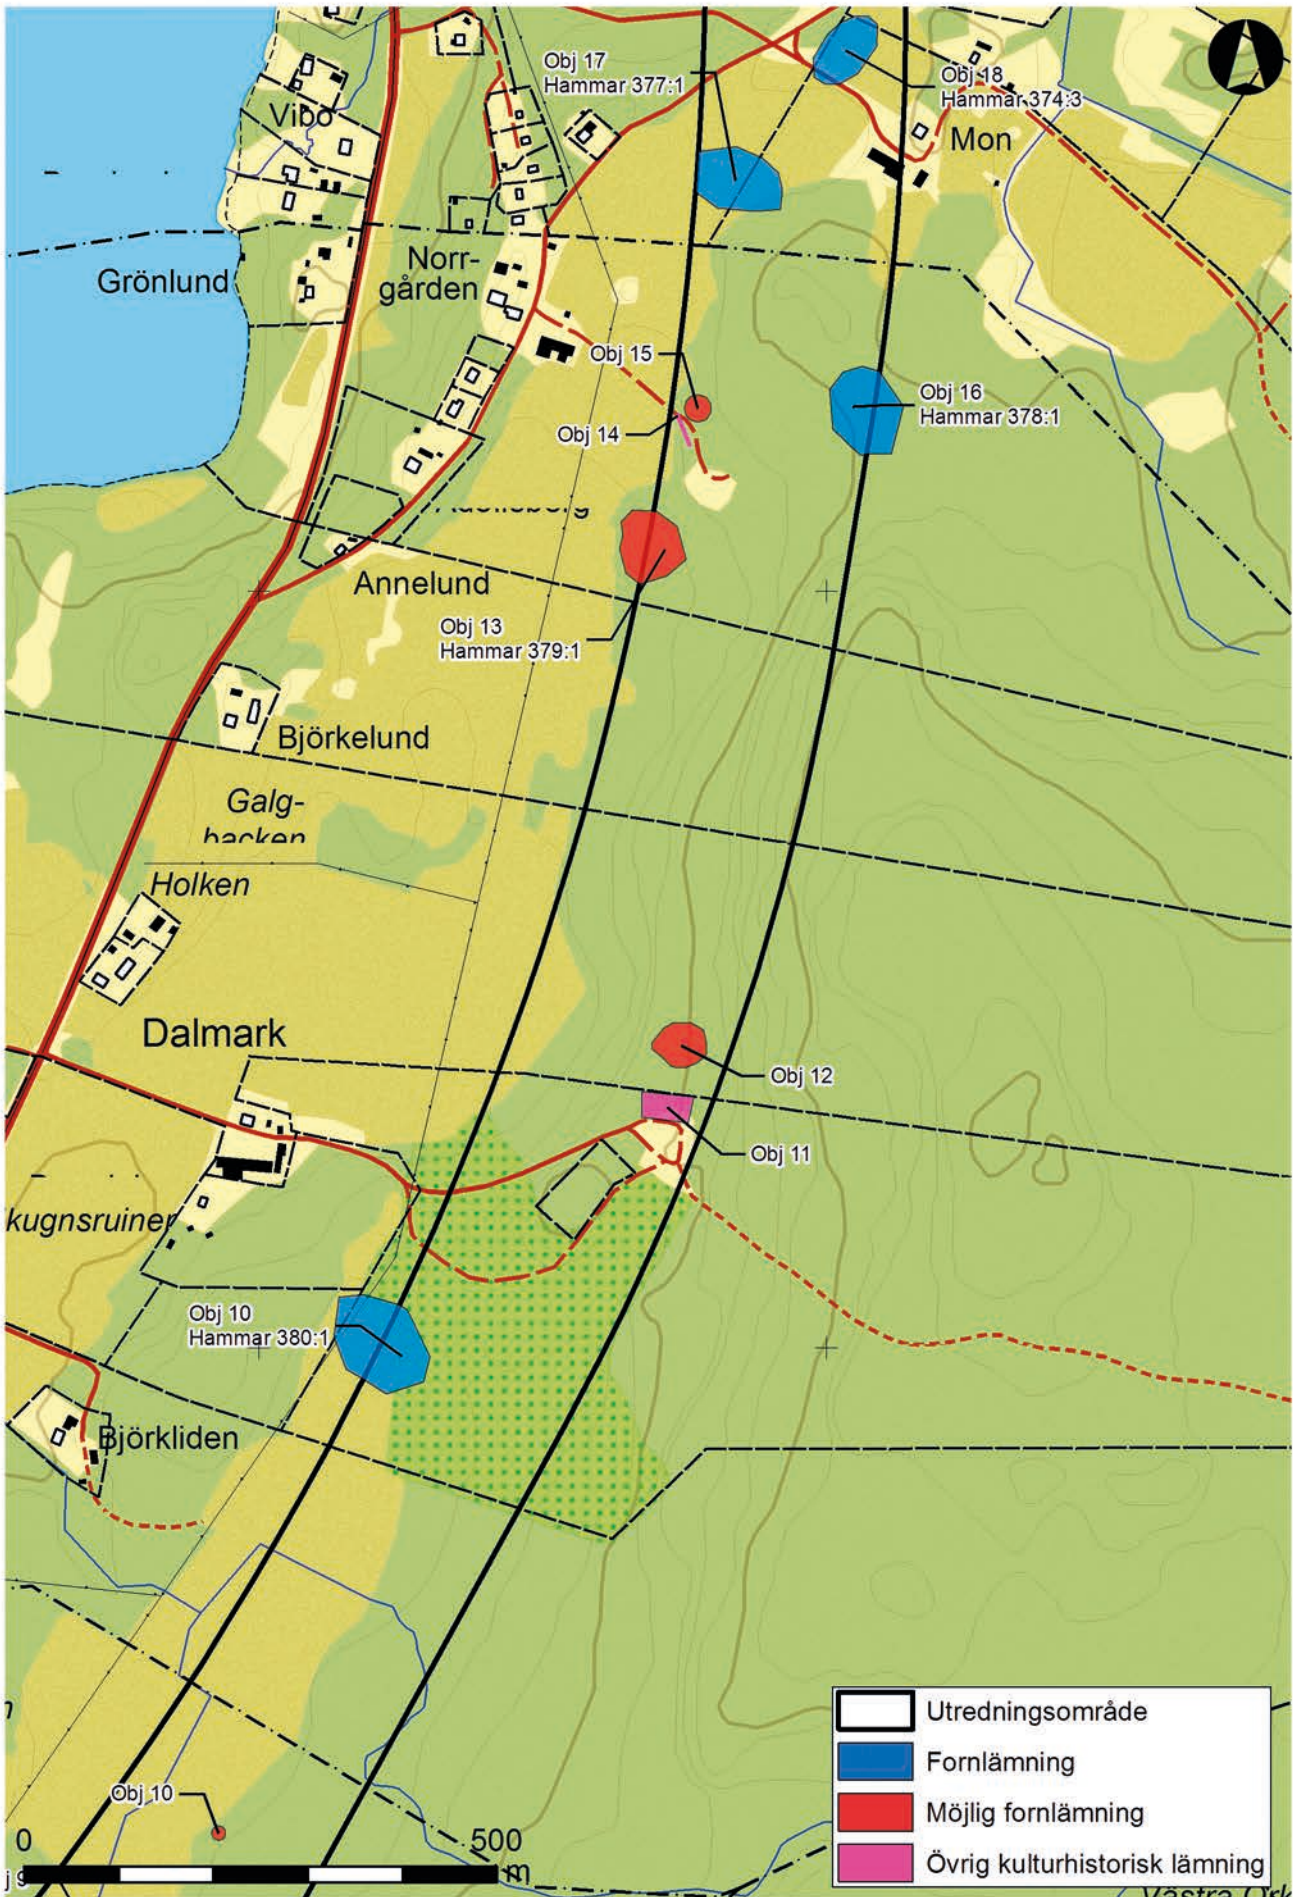 Obj 17
Hammar 377:1
Obj 18
Hammar 374:3
Vibo
Mon
Grönlund
Norr-
gården
Obj 15
Obj 16
Hammar 378:1
Obj 14
Annelund
Obj 13
Hammar 379:1
Björkelund
Galg-
backen
Holken
Dalmark
Obj 12
Obj 11
kugnsruiner
Obj 10
Hammar 380:1
Björkliden
Obj 10
0
500
m
Utredningsområde
Fornlämning
Möjlig fornlämning
Övrig kulturhistorisk lämning